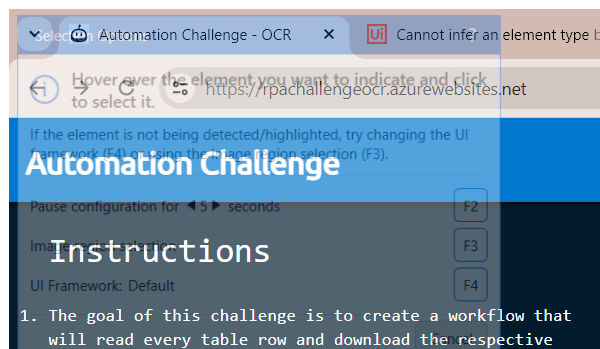 Selection Options ?
Automation Challenge - OCR
Ui Cannot infer an element type b
Hover over the element you want to indicate and click
to select it.
https://rpachallengeocr.azurewebsites.net
If the element is not being detected/highlighted, try changing the UI
framework (F4) or using the image region selection (F3).
Automation Challenge
Pause configuration for 5 seconds F2
Image region selection F3
Instructions
UI Framework: Default F4
1. The goal of this challenge is to create a workflow that
will read every table row and download the respective
Cancel